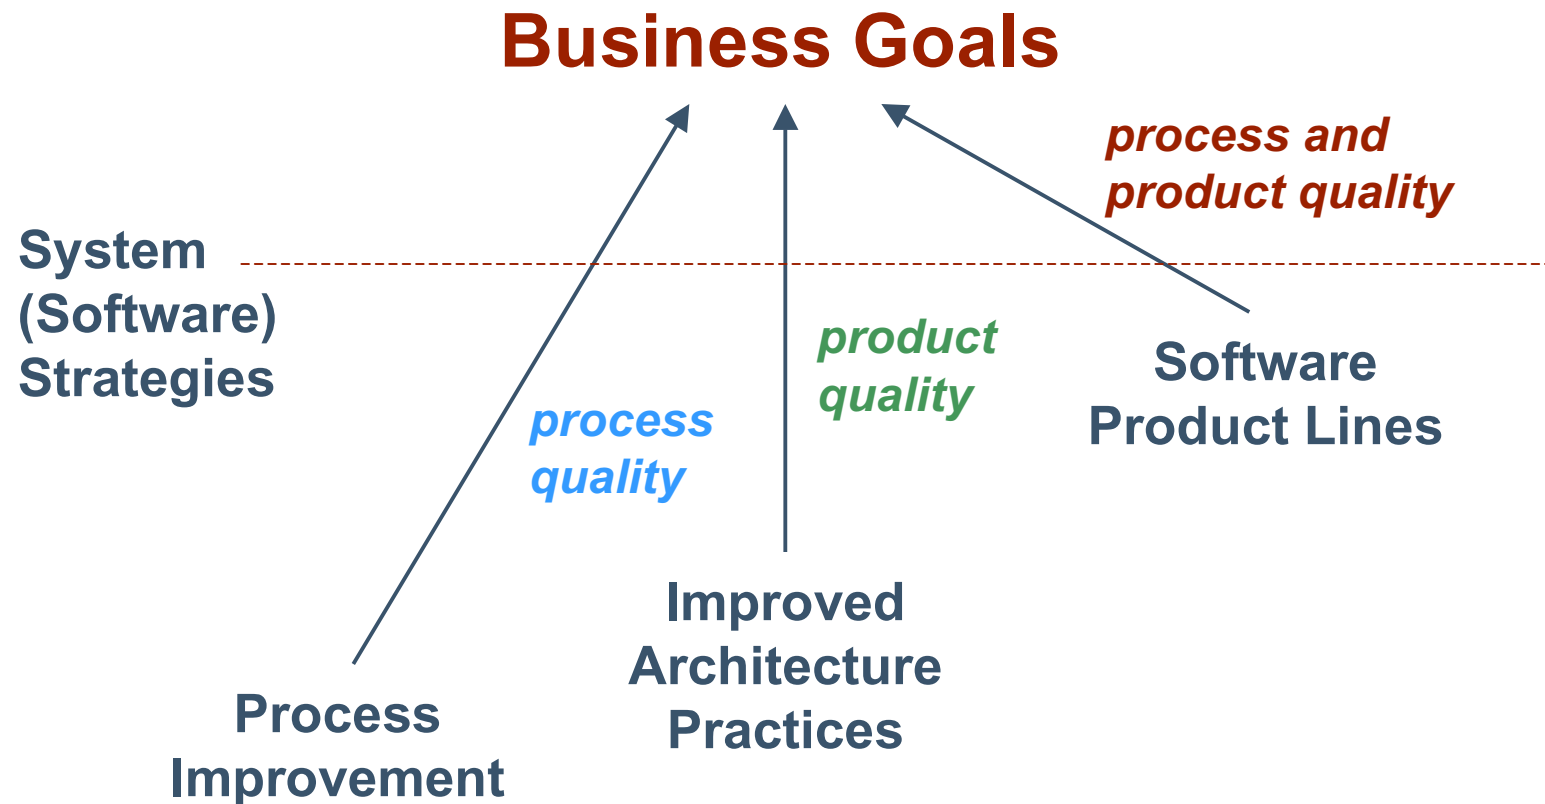 Business Goals
process and
product quality
System
(Software)
Strategies
product
quality
Software
Product Lines
process
quality
Improved
Architecture
Practices
Process
Improvement